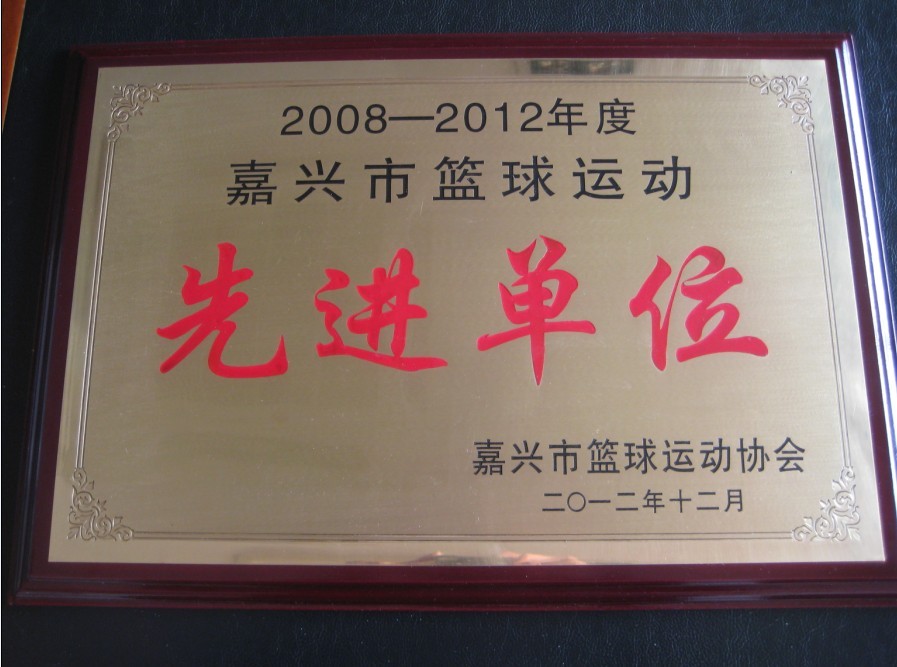 2008—2012年度
嘉兴市篮球运动
先进单位
嘉兴市篮球运动协会
二〇一二年十二月